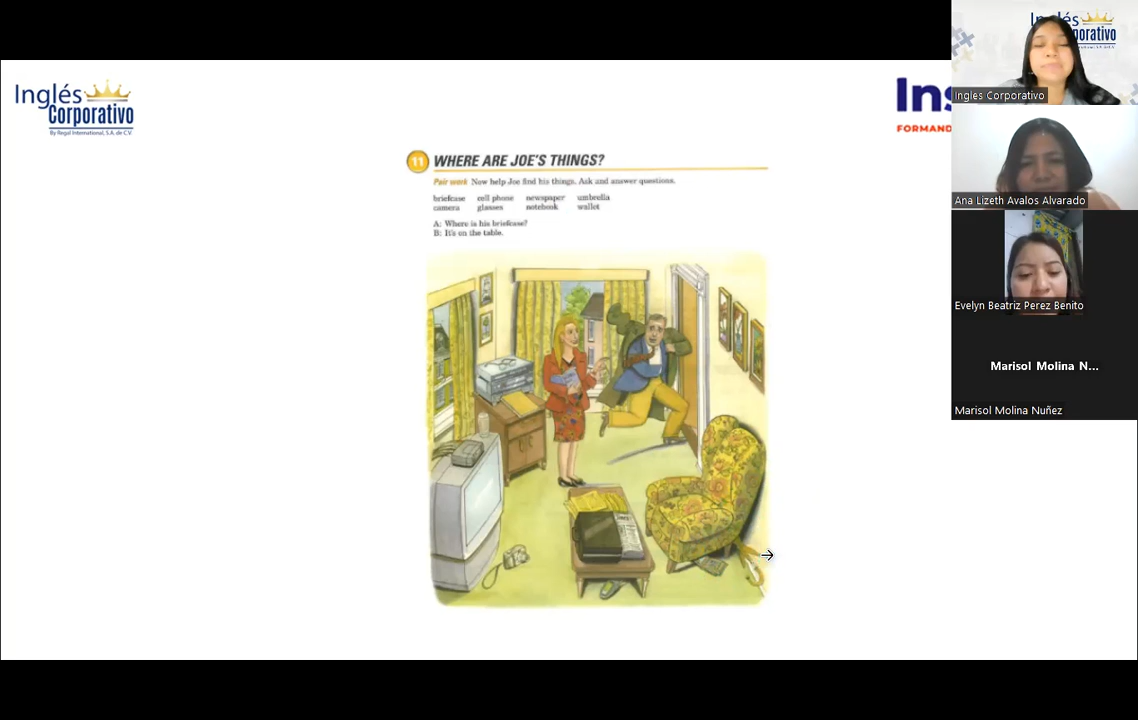 Inglés
Corporativo
By Regal International, S.A. de C.V.
Ins
FORMAND
11 WHERE ARE JOE'S THINGS?
Pair work Now help Joe find his things. Ask and answer questions.
briefcase cell phone newspaper umbrella
camera glasses notebook wallet
A: Where is his briefcase?
B: It's on the table.
Inglés
porativo
Ingles Corporativo
Ana Lizeth Avalos Alvarado
Evelyn Beatriz Perez Benito
Marisol Molina N...
Marisol Molina Nuñez